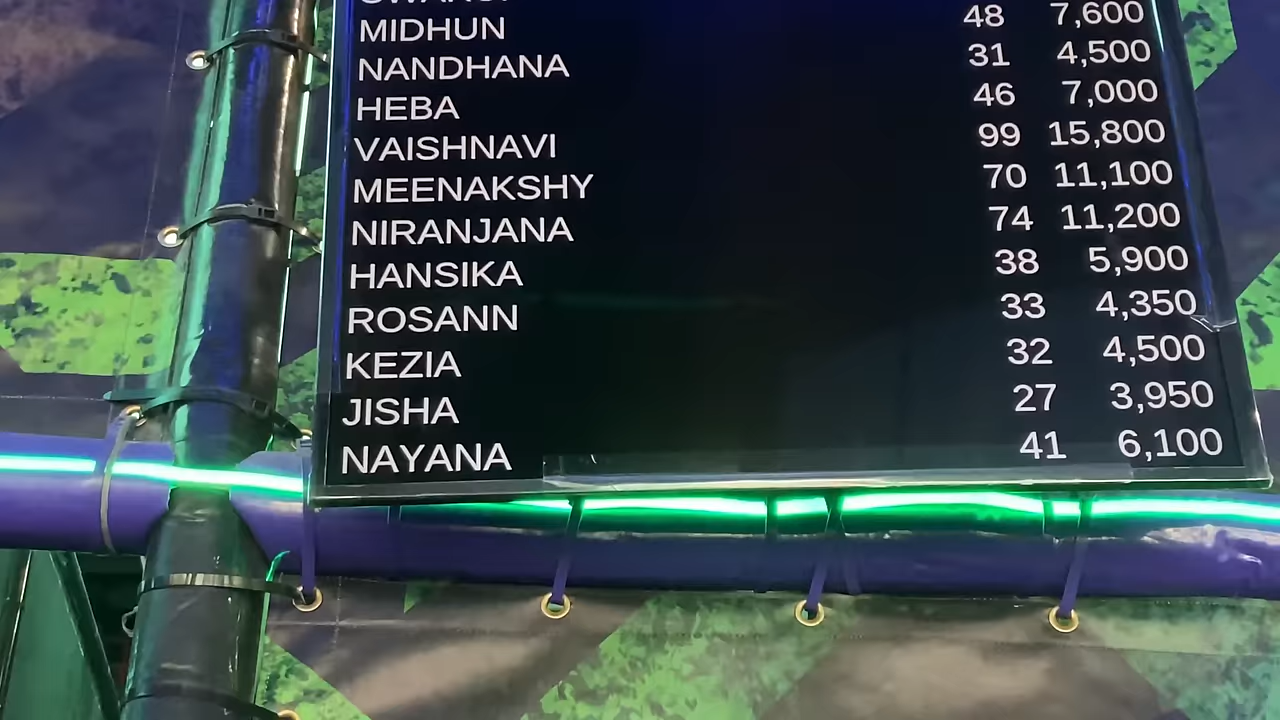 MIDHUN 48 7,600
NANDHANA 31 4,500
HEBA 46 7,000
VAISHNAVI 99 15,800
MEENAKSHY 70 11,100
NIRANJANA 74 11,200
HANSIKA 38 5,900
ROSANN 33 4,350
KEZIA 32 4,500
JISHA 27 3,950
NAYANA 41 6,100